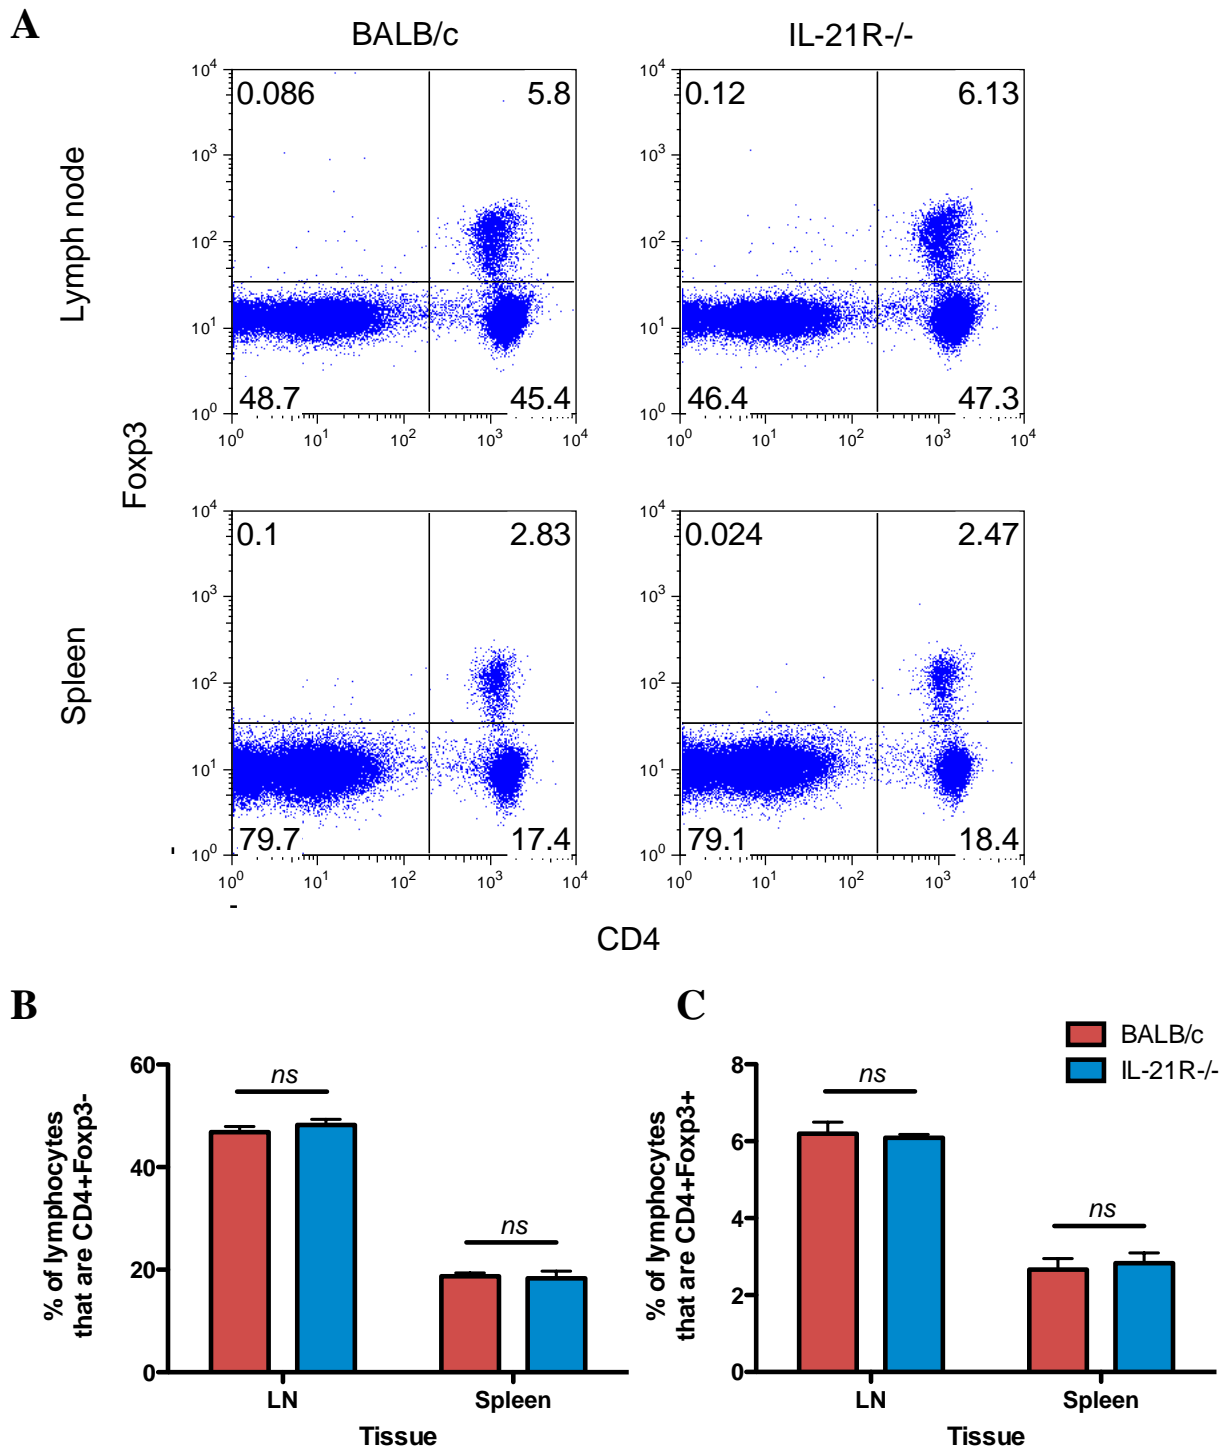 A
BALB/c
IL-21R-/-
Lymph node
Foxp3
Spleen
10⁴
10³
10²
10¹
10⁰
0.086
5.8
48.7
45.4
10⁰ 10¹ 10² 10³ 10⁴
10⁴
10³
10²
10¹
10⁰
0.12
6.13
46.4
47.3
10⁰ 10¹ 10² 10³ 10⁴
10⁴
10³
10²
10¹
10⁰
0.1
2.83
79.7
17.4
10⁰ 10¹ 10² 10³ 10⁴
10⁴
10³
10²
10¹
10⁰
0.024
2.47
79.1
18.4
10⁰ 10¹ 10² 10³ 10⁴
CD4
B
% of lymphocytes
that are CD4+Foxp3-
60
40
20
0
ns
ns
LN
Spleen
Tissue
C
BALB/c
IL-21R-/-
% of lymphocytes
that are CD4+Foxp3+
8
6
4
2
0
ns
ns
LN
Spleen
Tissue